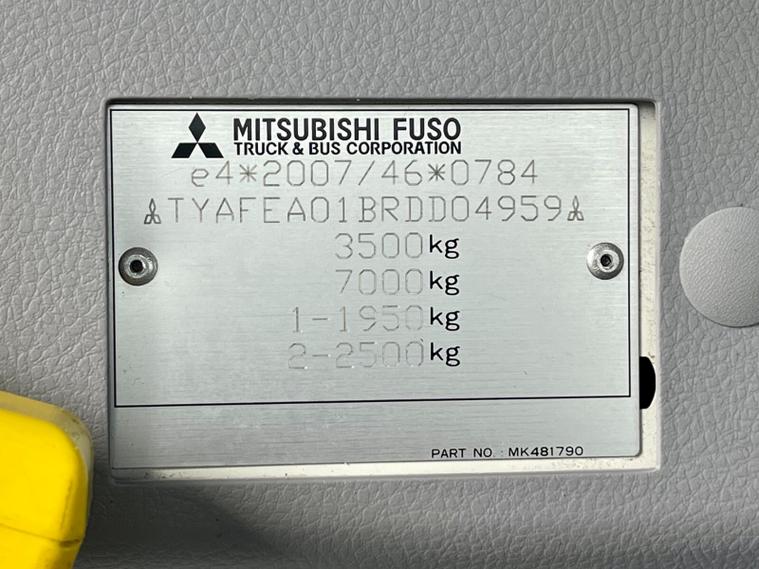 MITSUBISHI FUSO
TRUCK & BUS CORPORATION
e4*2007/46*0784
TYAFEA01BRDD04959
3500kg
7000kg
1-1950kg
2-2500kg
PART NO. : MK481790